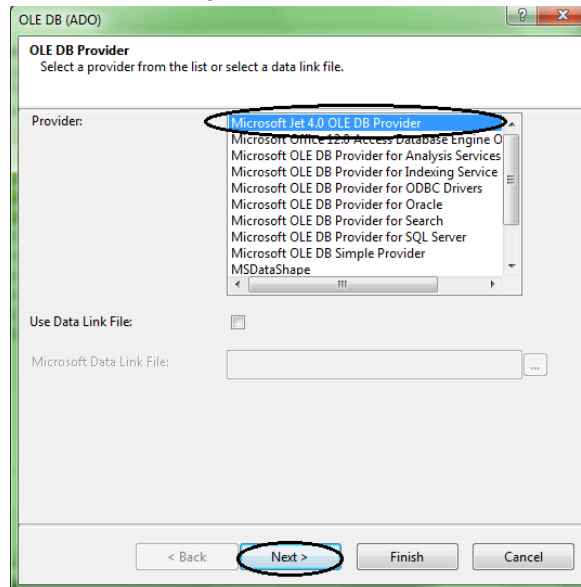 OLE DB (ADO)
OLE DB Provider
Select a provider from the list or select a data link file.
Provider:
Microsoft Jet 4.0 OLE DB Provider
Microsoft Office 12.0 Access Database Engine O
Microsoft OLE DB Provider for Analysis Services
Microsoft OLE DB Provider for Indexing Service
Microsoft OLE DB Provider for ODBC Drivers
Microsoft OLE DB Provider for Oracle
Microsoft OLE DB Provider for Search
Microsoft OLE DB Provider for SQL Server
Microsoft OLE DB Simple Provider
MSDataShape
Use Data Link File:
Microsoft Data Link File:
...
< Back Next > Finish Cancel